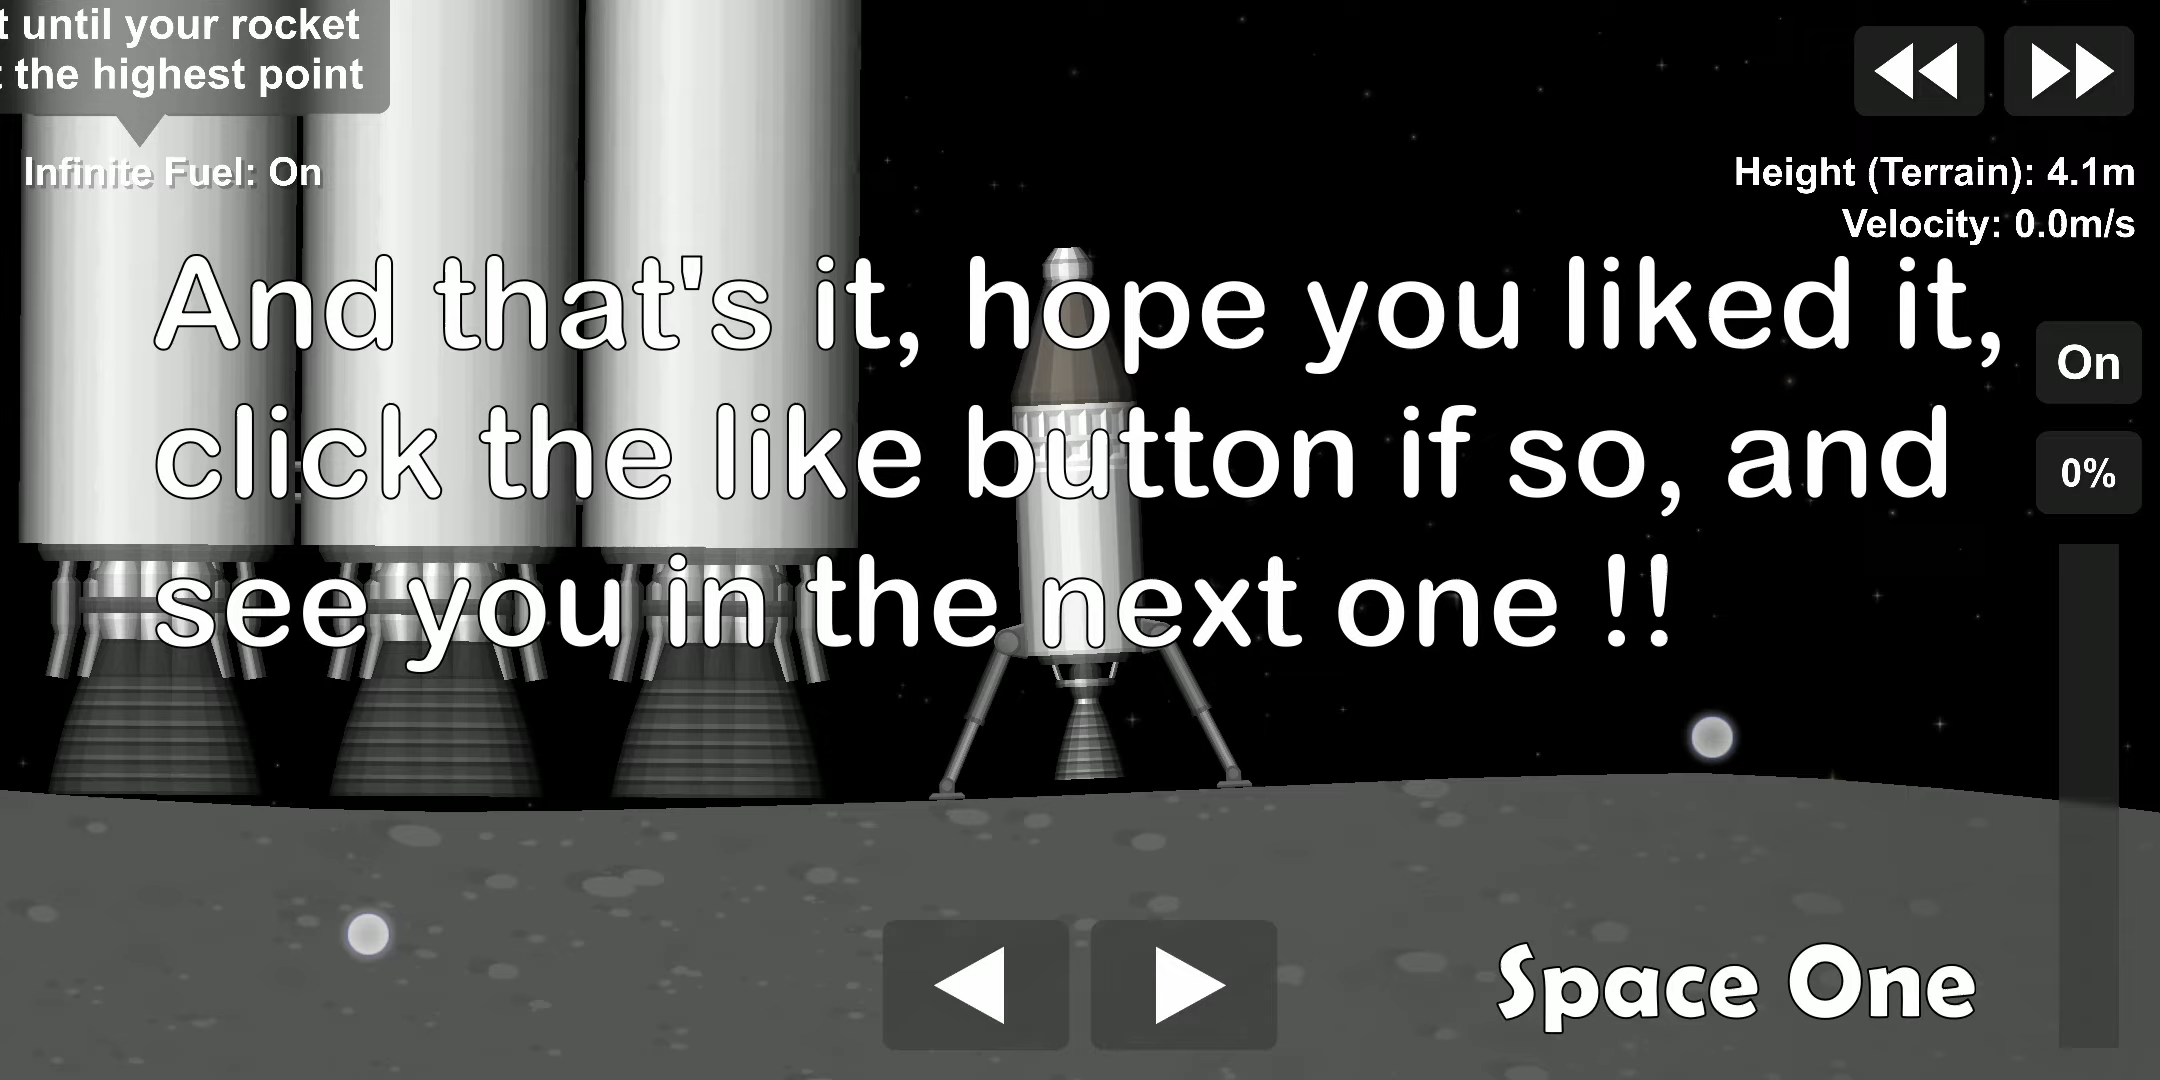 t until your rocket
the highest point
Infinite Fuel: On
Height (Terrain): 4.1m
Velocity: 0.0m/s
And that's it, hope you liked it,
click the like button if so, and
see you in the next one !!
On
0%
Space One